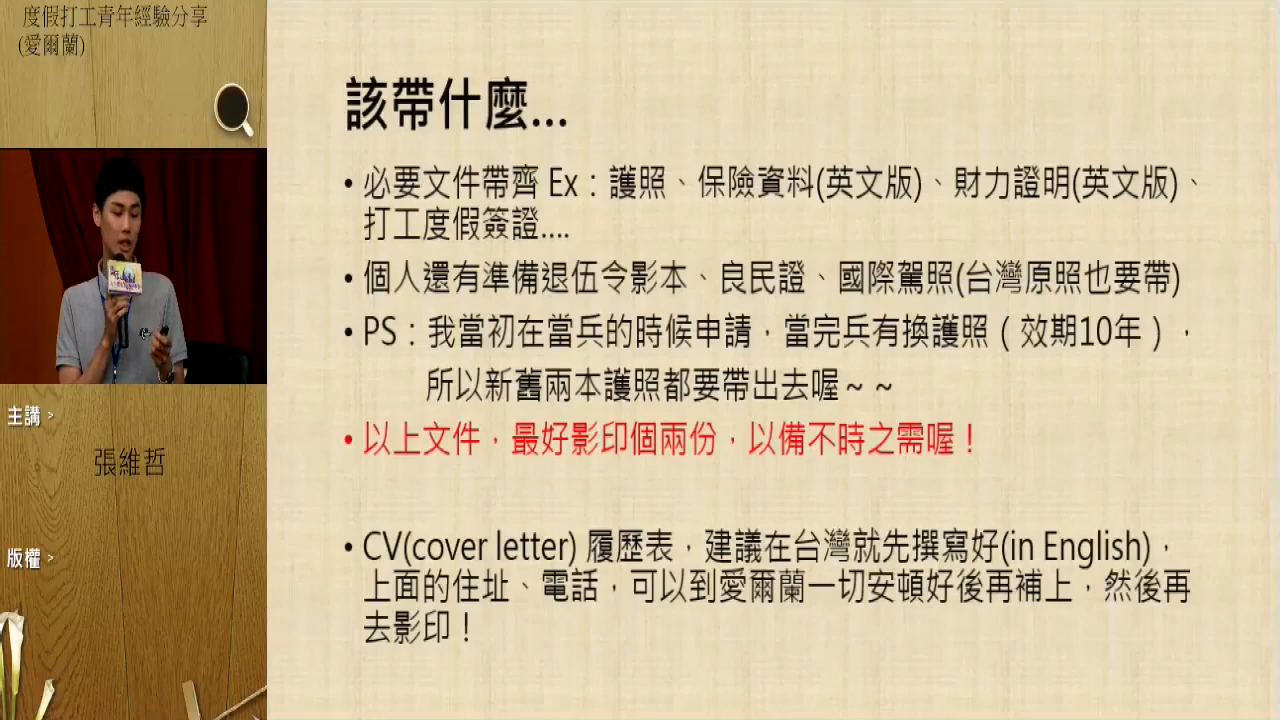 度假打工青年經驗分享
(愛爾蘭)
主講 >
張維哲
版權 >
該帶什麼...
• 必要文件帶齊 Ex：護照、保險資料(英文版)、財力證明(英文版)、
打工度假簽證....
• 個人還有準備退伍令影本、良民證、國際駕照(台灣原照也要帶)
• PS：我當初在當兵的時候申請，當完兵有換護照（效期10年），
所以新舊兩本護照都要帶出去喔~ ~
• 以上文件，最好影印個兩份，以備不時之需喔！
• CV(cover letter) 履歷表，建議在台灣就先撰寫好(in English)，
上面的住址、電話，可以到愛爾蘭一切安頓好後再補上，然後再
去影印！